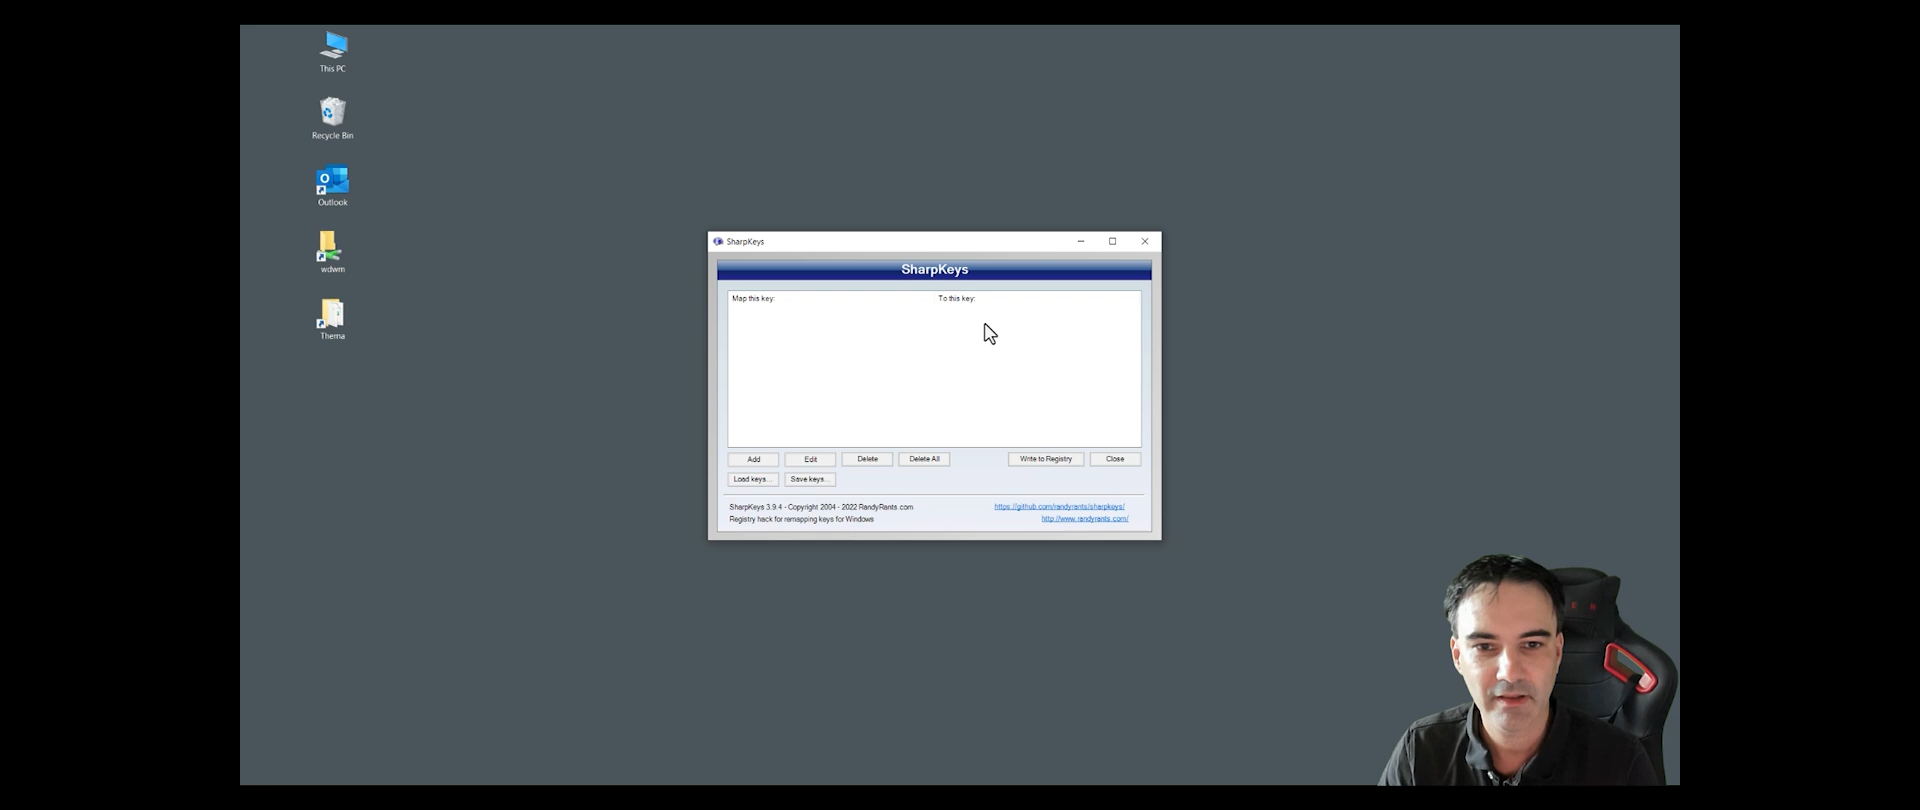 This PC
Recycle Bin
Outlook
wdwm
Thema
SharpKeys
SharpKeys
Map this key: To this key:
Add Edit Delete Delete All Write to Registry Close
Load keys... Save keys...
SharpKeys 3.9.4 - Copyright 2004 - 2022 RandyRants.com https://github.com/randyrants/sharpkeys/
Registry hack for remapping keys for Windows http://www.randyrants.com/
E R